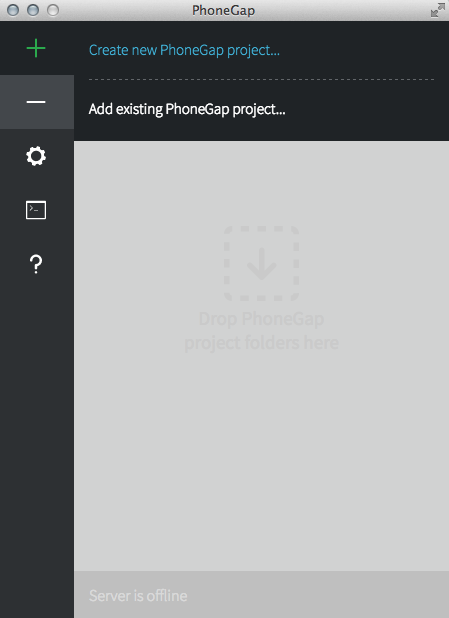 PhoneGap
Create new PhoneGap project...
Add existing PhoneGap project...
?
Drop PhoneGap
project folders here
Server is offline